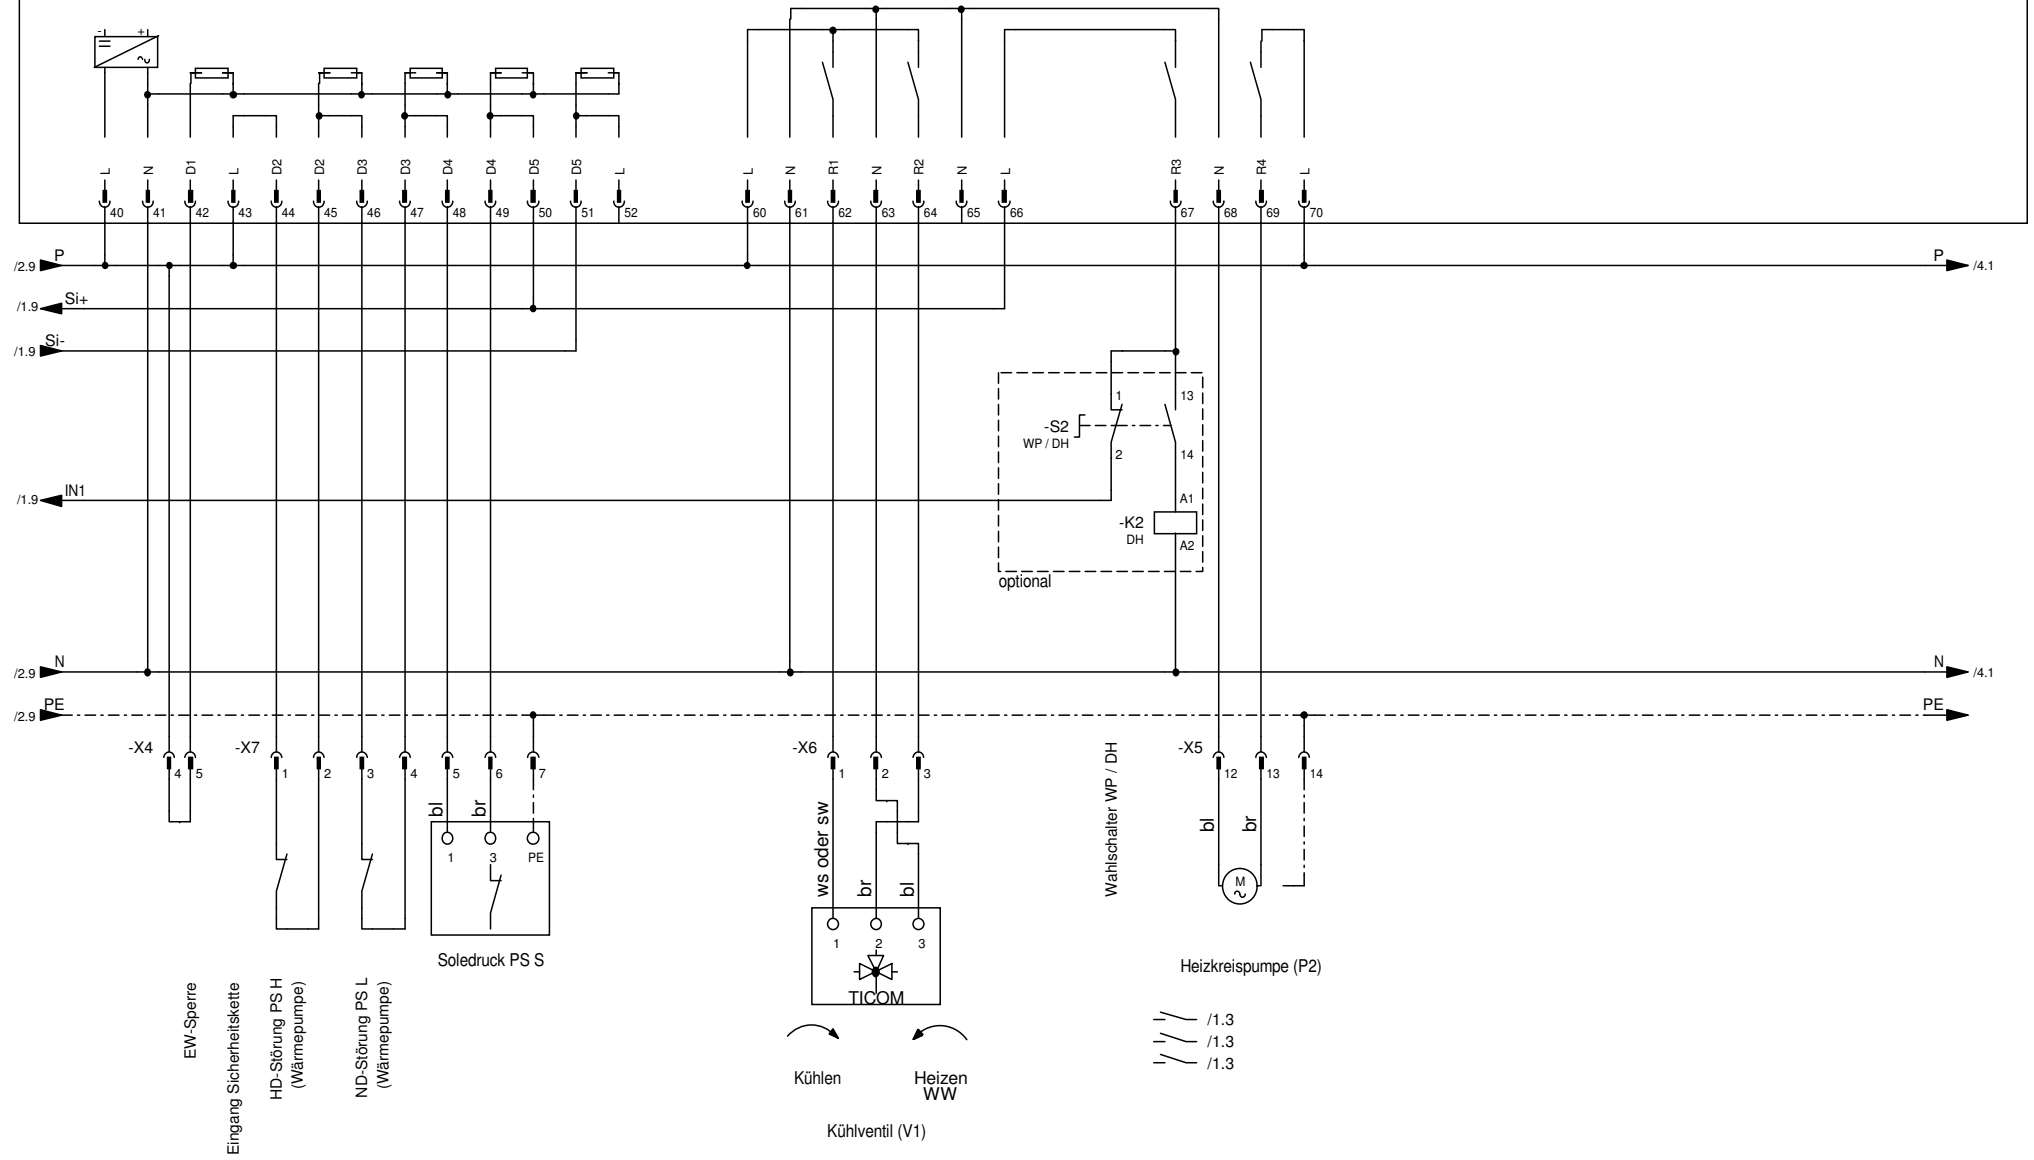 - +
L N D1 L D2 D2 D3 D3 D4 D4 D5 D5 L L N R1 N R2 N L R3 N R4 L
40 41 42 43 44 45 46 47 48 49 50 51 52 60 61 62 63 64 65 66 67 68 69 70
/2.9 P P /4.1
/1.9 Si+
/1.9 Si-
1 13
-S2
WP / DH
2 14
/1.9 IN1
A1
-K2
DH
A2
optional
/2.9 N N /4.1
/2.9 PE PE
-X4 -X7 -X6 -X5
4 5 1 2 3 4 5 6 7 1 2 3 12 13 14
bl br
1 3 PE
Soledruck PS S
ws oder sw br bl
1 2 3
TICOM
Wahlschalter WP / DH
bl br
M
Heizkreispumpe (P2)
EW-Sperre
Eingang Sicherheitskette
HD-Störung PS H
(Wärmepumpe)
ND-Störung PS L
(Wärmepumpe)
/1.3
/1.3
/1.3
Kühlen Heizen
WW
Kühlventil (V1)